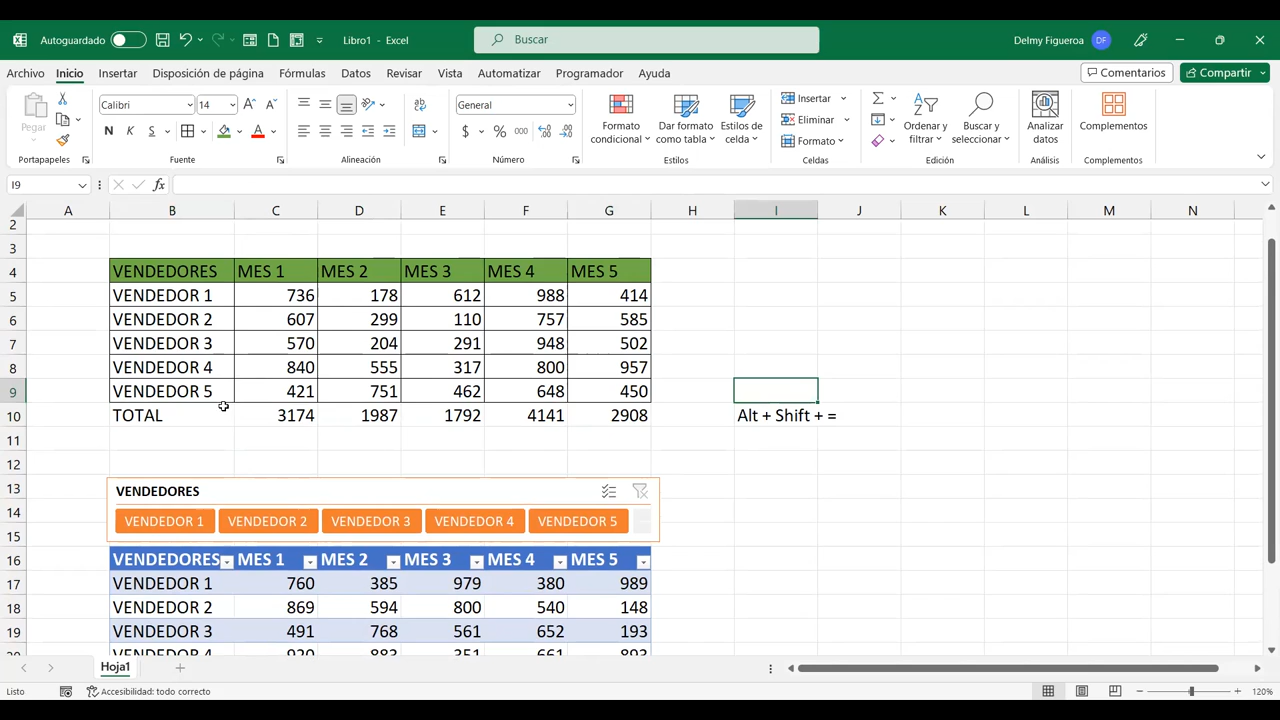 Autoguardado
Libro1 - Excel
Buscar
Delmy Figueroa
DF
Archivo Inicio Insertar Disposición de página Fórmulas Datos Revisar Vista Automatizar Programador Ayuda
Comentarios
Compartir
Pegar
Portapapeles
Calibri 14
N K S
Fuente
Alineación
General
$ % 000
Número
Formato condicional
Dar formato como tabla
Estilos de celda
Estilos
Insertar
Eliminar
Formato
Celdas
Ordenar y filtrar
Buscar y seleccionar
Edición
Analizar datos
Análisis
Complementos
Complementos
I9
fx
A B C D E F G H I J K L M N
2
3
4 VENDEDORES MES 1 MES 2 MES 3 MES 4 MES 5
5 VENDEDOR 1 736 178 612 988 414
6 VENDEDOR 2 607 299 110 757 585
7 VENDEDOR 3 570 204 291 948 502
8 VENDEDOR 4 840 555 317 800 957
9 VENDEDOR 5 421 751 462 648 450
10 TOTAL 3174 1987 1792 4141 2908 Alt + Shift + =
11
12
13 VENDEDORES
14 VENDEDOR 1 VENDEDOR 2 VENDEDOR 3 VENDEDOR 4 VENDEDOR 5
15
16 VENDEDORES MES 1 MES 2 MES 3 MES 4 MES 5
17 VENDEDOR 1 760 385 979 380 989
18 VENDEDOR 2 869 594 800 540 148
19 VENDEDOR 3 491 768 561 652 193
20 VENDEDOR 4 920 883 351 661 893
Hoja1
Listo
Accesibilidad: todo correcto
120%